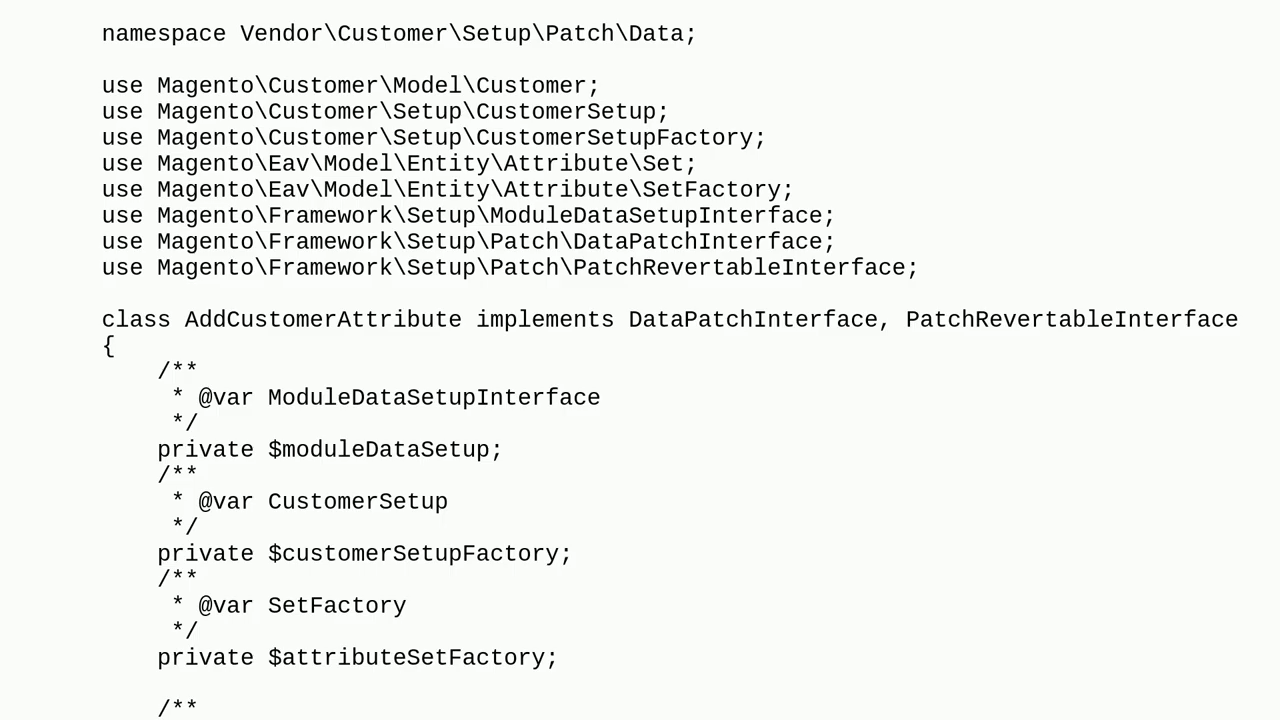 namespace Vendor\Customer\Setup\Patch\Data;

use Magento\Customer\Model\Customer;
use Magento\Customer\Setup\CustomerSetup;
use Magento\Customer\Setup\CustomerSetupFactory;
use Magento\Eav\Model\Entity\Attribute\Set;
use Magento\Eav\Model\Entity\Attribute\SetFactory;
use Magento\Framework\Setup\ModuleDataSetupInterface;
use Magento\Framework\Setup\Patch\DataPatchInterface;
use Magento\Framework\Setup\Patch\PatchRevertableInterface;

class AddCustomerAttribute implements DataPatchInterface, PatchRevertableInterface
{
    /**
     * @var ModuleDataSetupInterface
     */
    private $moduleDataSetup;
    /**
     * @var CustomerSetup
     */
    private $customerSetupFactory;
    /**
     * @var SetFactory
     */
    private $attributeSetFactory;

    /**